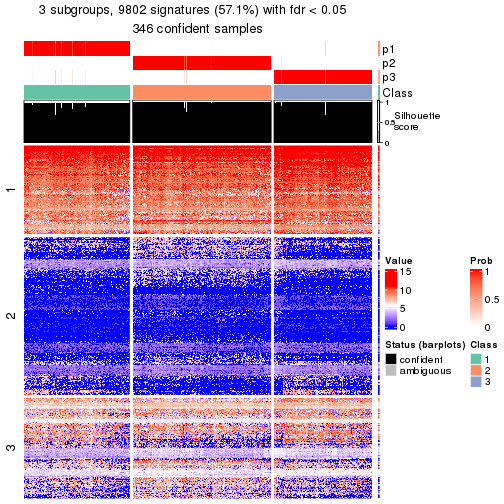 3 subgroups, 9802 signatures (57.1%) with fdr < 0.05
346 confident samples
p1
p2
p3
Class
1
0.5
0
Silhouette
score
1
2
3
Value
15
10
5
0
Prob
1
0.5
0
Status (barplots)
confident
ambiguous
Class
1
2
3